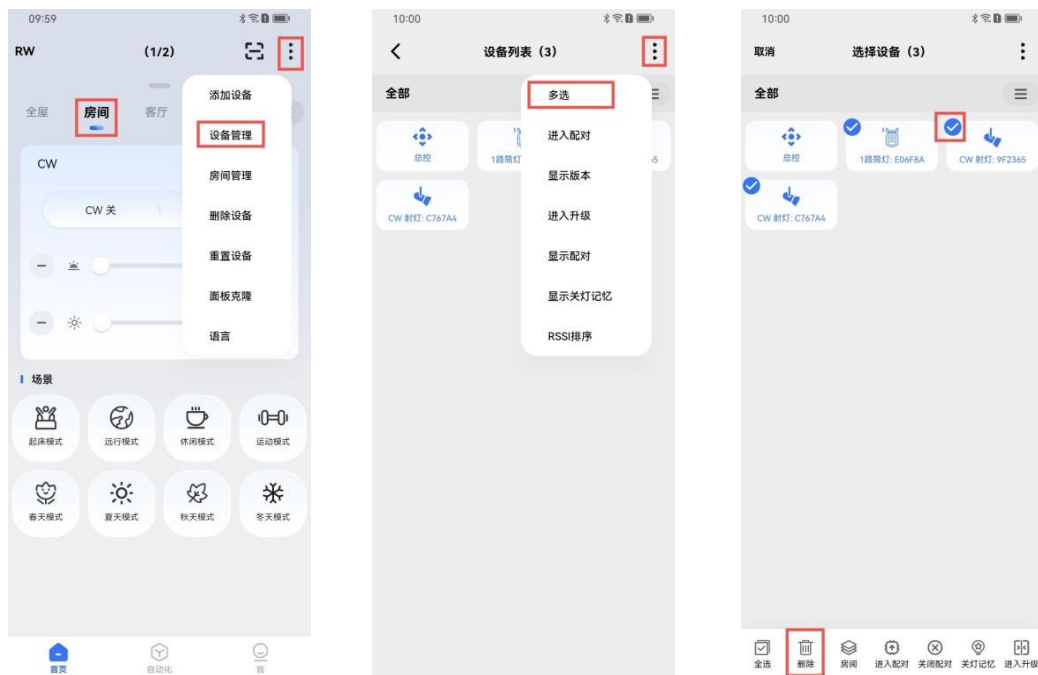 09:59
RW
(1/2)
添加设备
全屋
房间
客厅
设备管理
CW
房间管理
CW 关
删除设备
重置设备
面板克隆
语言
场景
起床模式
远行模式
休闲模式
运动模式
春天模式
夏天模式
秋天模式
冬天模式
首页
自动化
我
10:00
设备列表（3）
全部
多选
总控
1路筒灯
进入配对
显示版本
CW 射灯: C767A4
进入升级
显示配对
显示关灯记忆
RSSI排序
10:00
取消
选择设备（3）
全部
总控
1路筒灯: E06F8A
CW 射灯: 9F2365
CW 射灯: C767A4
全选
删除
房间
进入配对
关闭配对
关灯记忆
进入升级